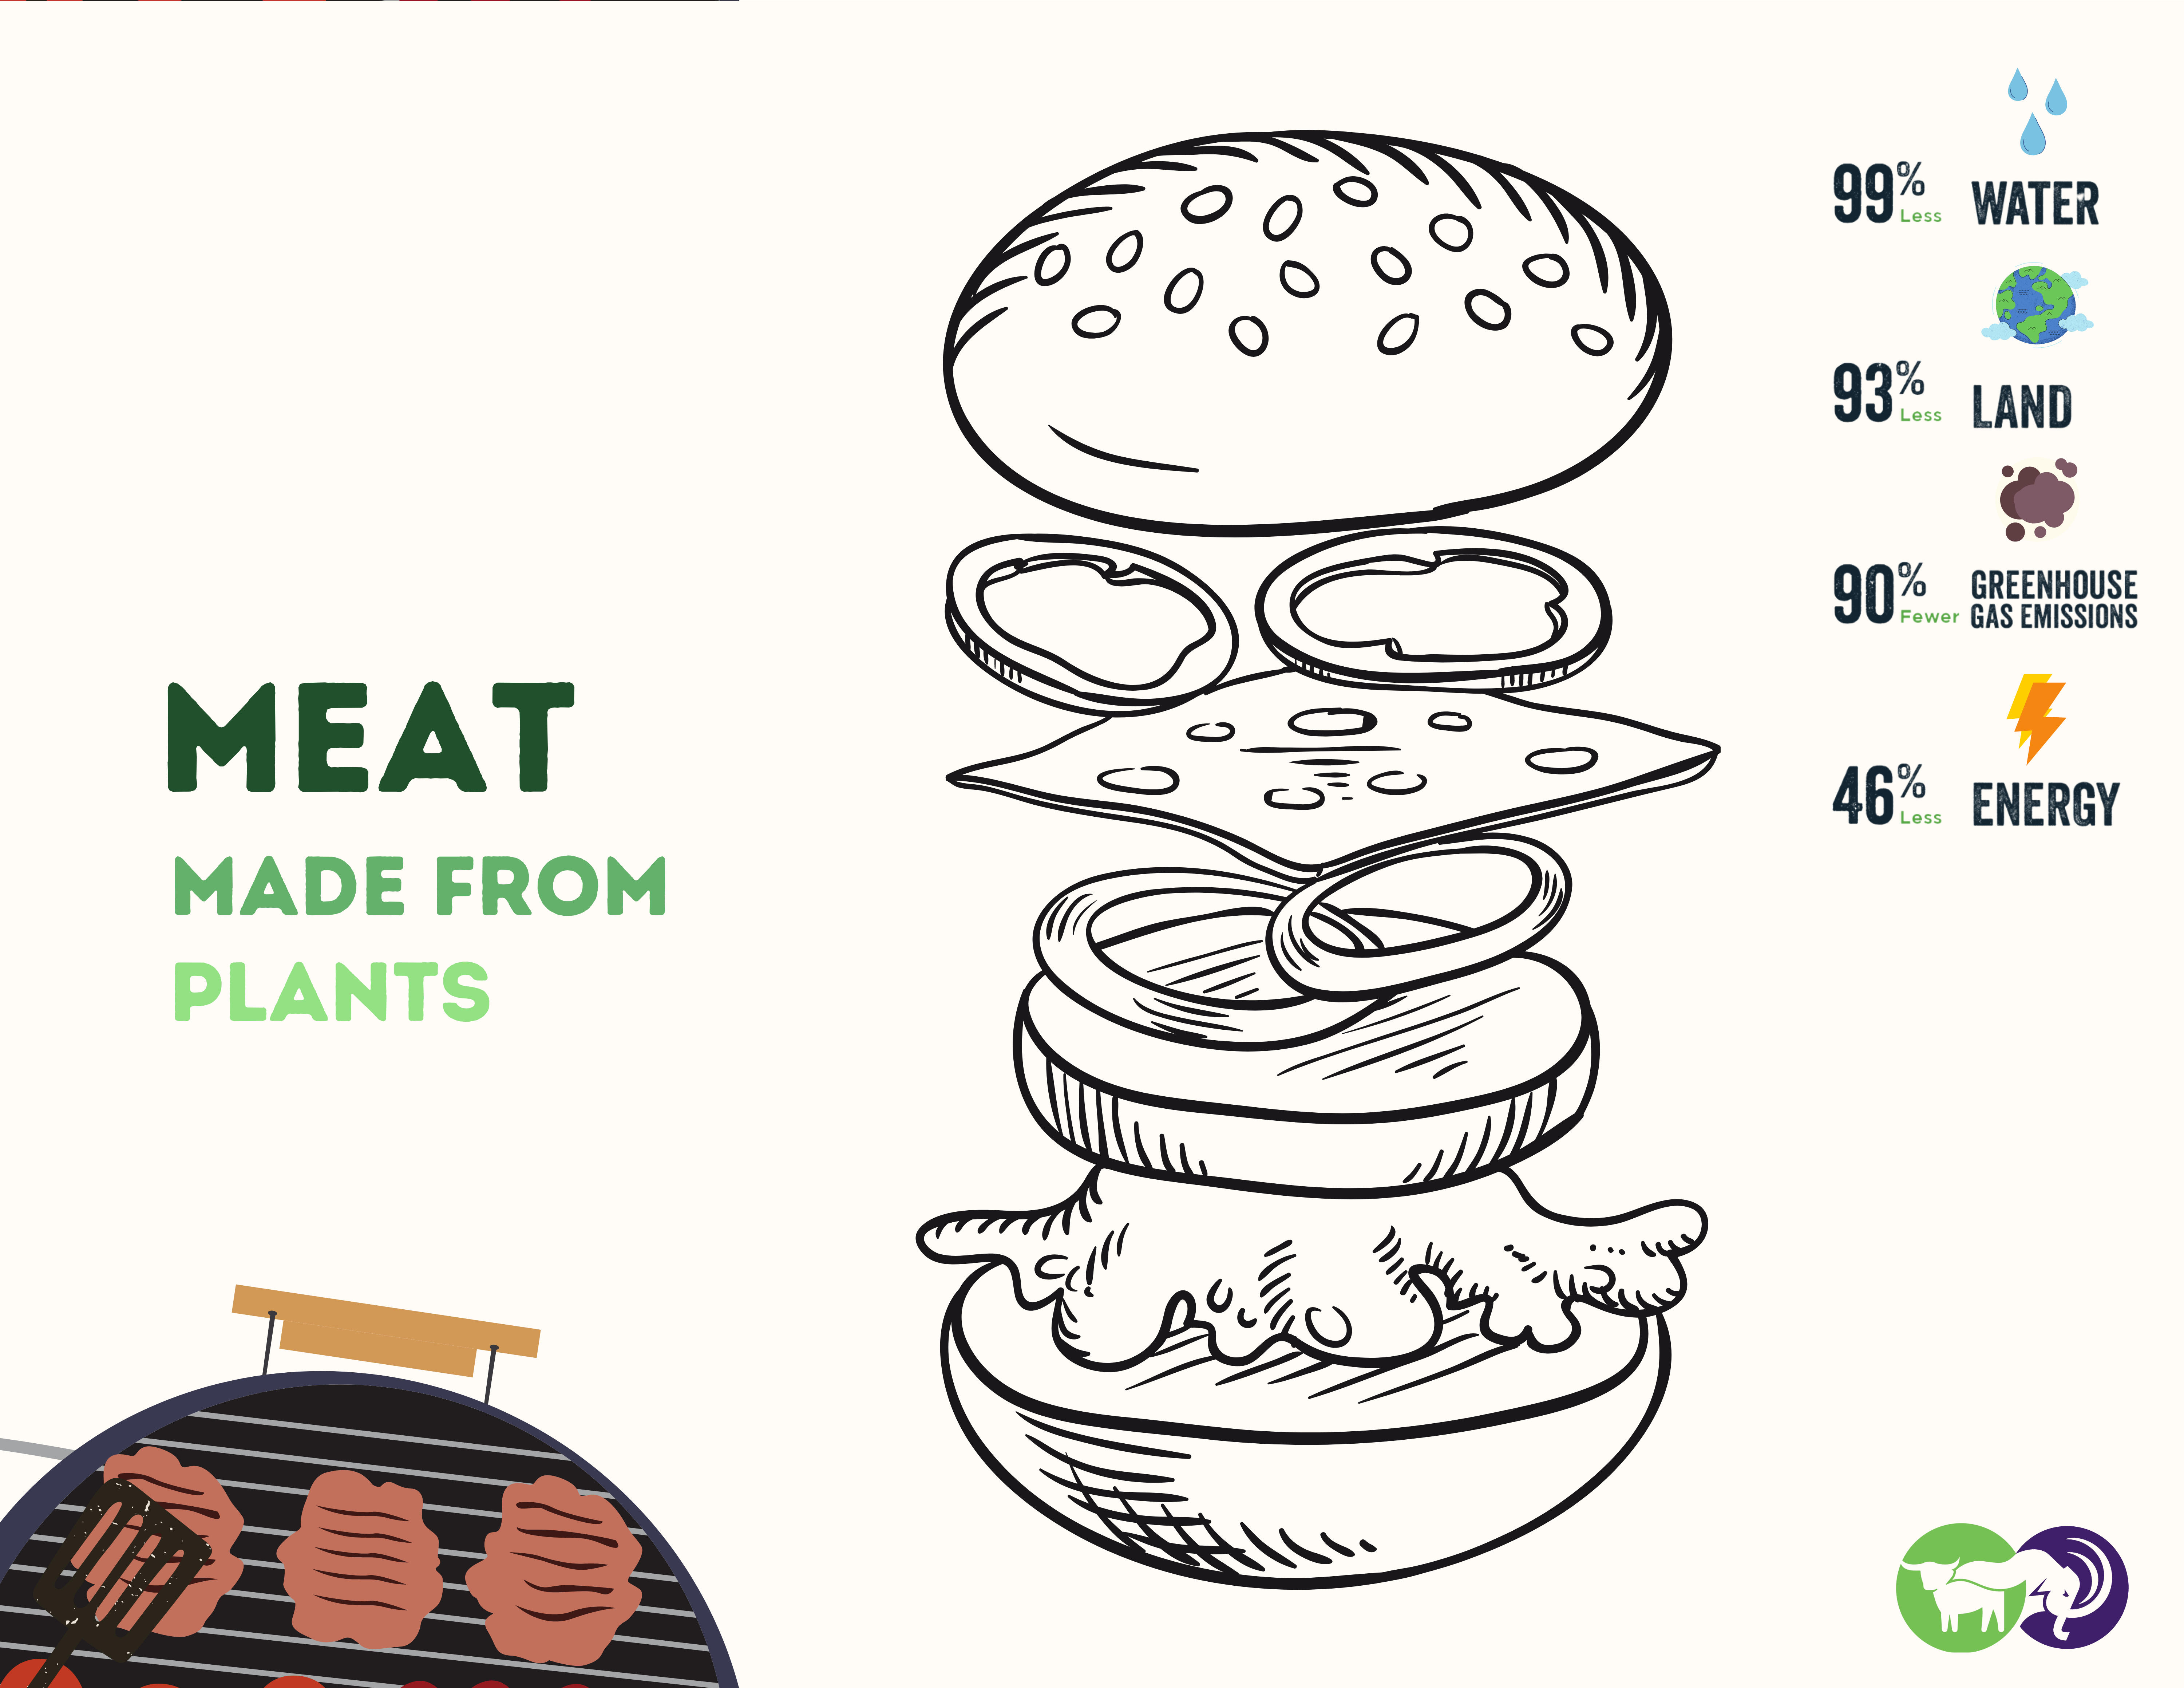 MEAT
MADE FROM
PLANTS
99% Less WATER
93% Less LAND
90% Fewer GREENHOUSE
GAS EMISSIONS
46% Less ENERGY